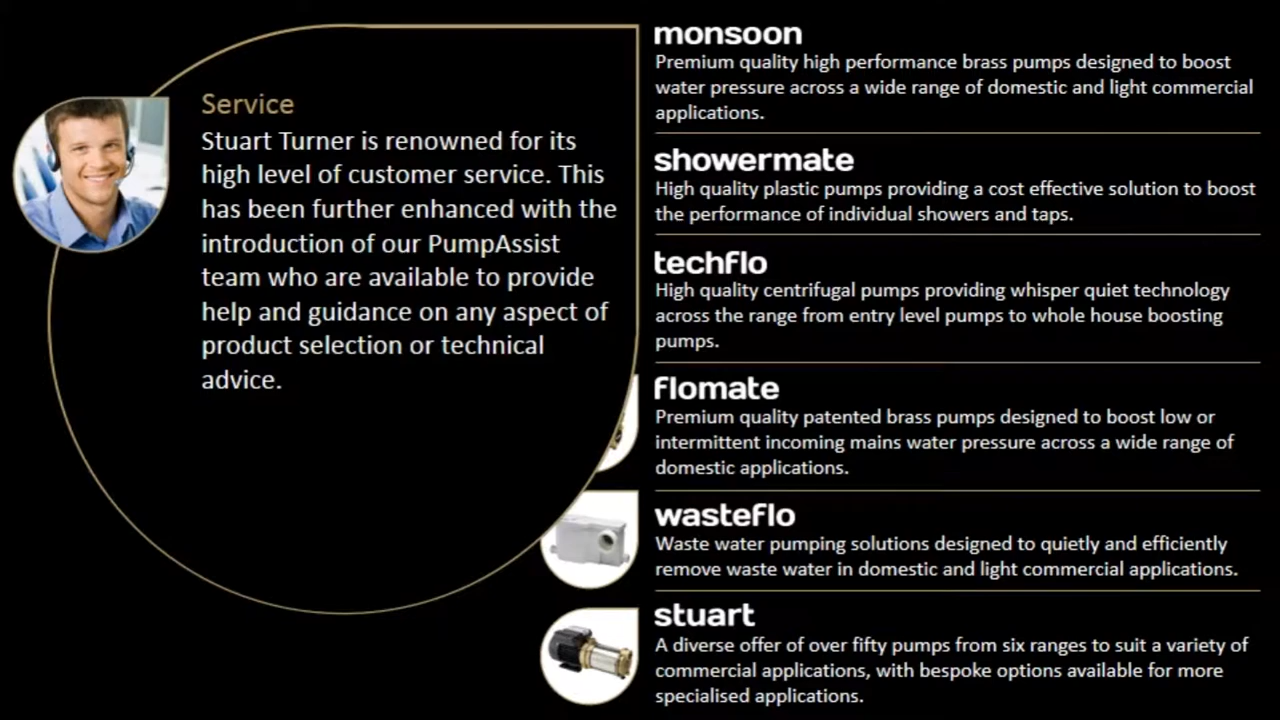 Service
Stuart Turner is renowned for its
high level of customer service. This
has been further enhanced with the
introduction of our PumpAssist
team who are available to provide
help and guidance on any aspect of
product selection or technical
advice.
monsoon
Premium quality high performance brass pumps designed to boost
water pressure across a wide range of domestic and light commercial
applications.
showermate
High quality plastic pumps providing a cost effective solution to boost
the performance of individual showers and taps.
techflo
High quality centrifugal pumps providing whisper quiet technology
across the range from entry level pumps to whole house boosting
pumps.
flomate
Premium quality patented brass pumps designed to boost low or
intermittent incoming mains water pressure across a wide range of
domestic applications.
wasteflo
Waste water pumping solutions designed to quietly and efficiently
remove waste water in domestic and light commercial applications.
stuart
A diverse offer of over fifty pumps from six ranges to suit a variety of
commercial applications, with bespoke options available for more
specialised applications.